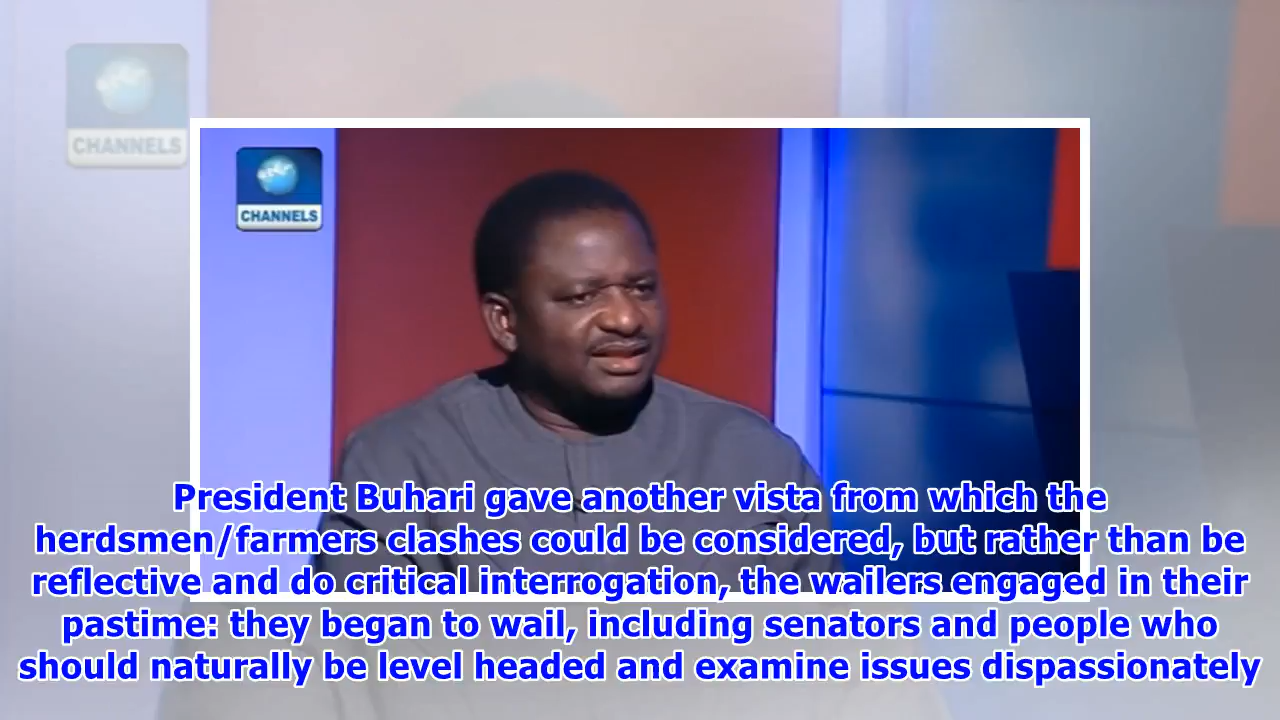 CHANNELS
CHANNELS
President Buhari gave another vista from which the
herdsmen/farmers clashes could be considered, but rather than be
reflective and do critical interrogation, the wailers engaged in their
pastime: they began to wail, including senators and people who
should naturally be level headed and examine issues dispassionately